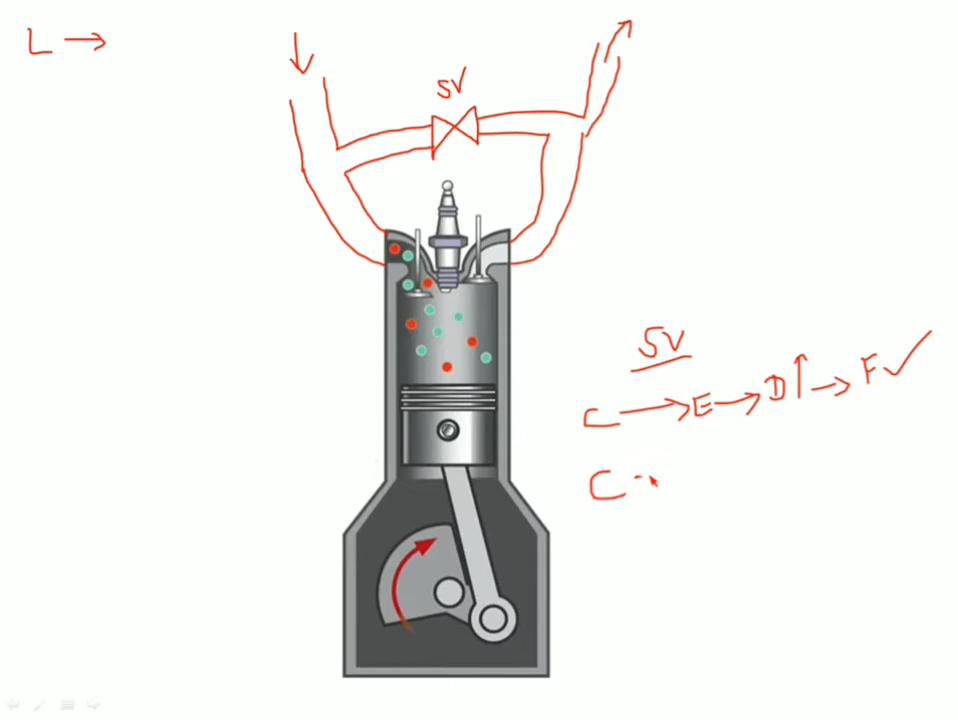 L →
SV
SV
C → E → D↑ → F ✓
C -